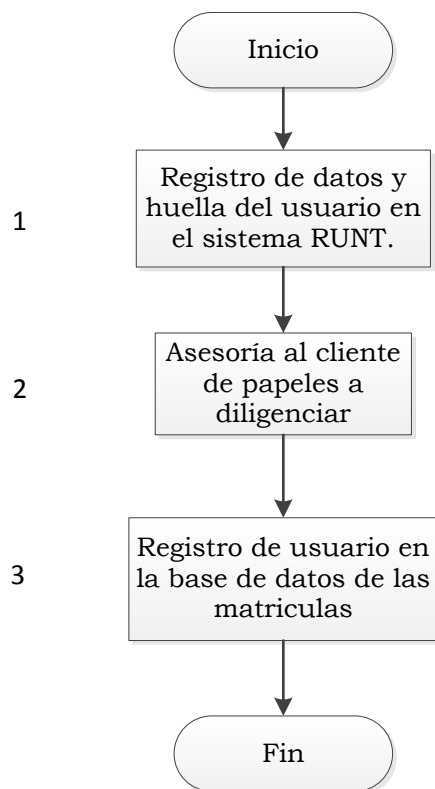 Inicio
1
Registro de datos y
huella del usuario en
el sistema RUNT.
2
Asesoría al cliente
de papeles a
diligenciar
3
Registro de usuario en
la base de datos de las
matriculas
Fin